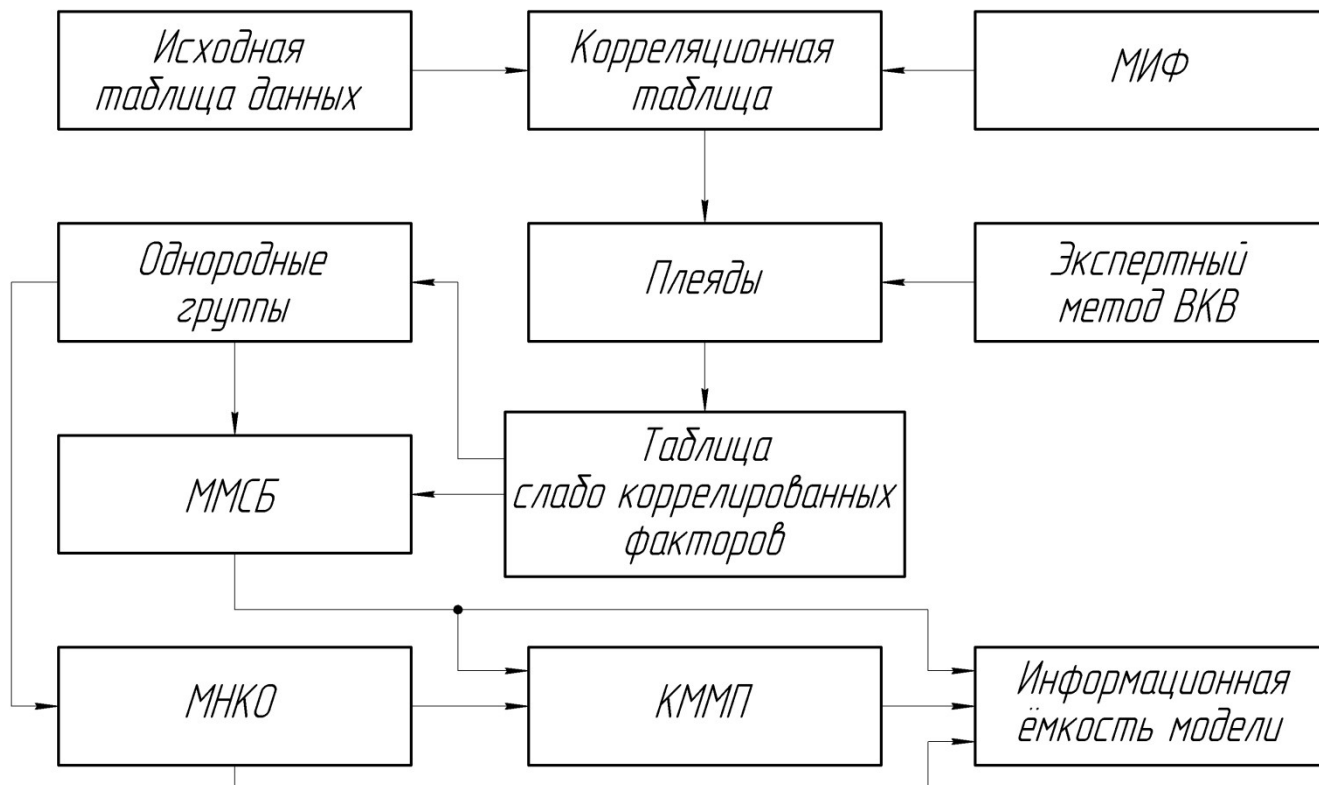 Исходная
таблица данных
Корреляционная
таблица
МИФ
Однородные
группы
Плеяды
Экспертный
метод ВКВ
ММСБ
Таблица
слабо коррелированных
факторов
МНКО
КММП
Информационная
ёмкость модели